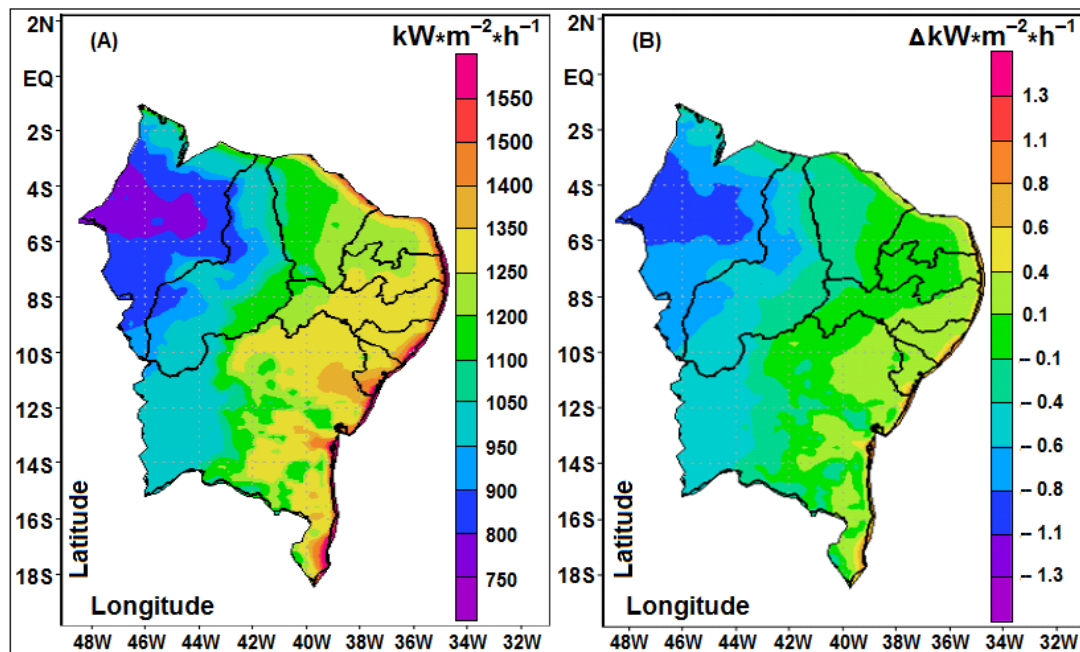 (A) kW*m⁻²*h⁻¹
2N
EQ
2S
4S
6S
8S
10S
12S
14S
16S
18S
Latitude
Longitude
48W 46W 44W 42W 40W 38W 36W 34W 32W
1550
1500
1400
1350
1250
1200
1100
1050
950
900
800
750
(B) ΔkW*m⁻²*h⁻¹
2N
EQ
2S
4S
6S
8S
10S
12S
14S
16S
18S
Latitude
Longitude
48W 46W 44W 42W 40W 38W 36W 34W 32W
1.3
1.1
0.8
0.6
0.4
0.1
– 0.1
– 0.4
– 0.6
– 0.8
– 1.1
– 1.3